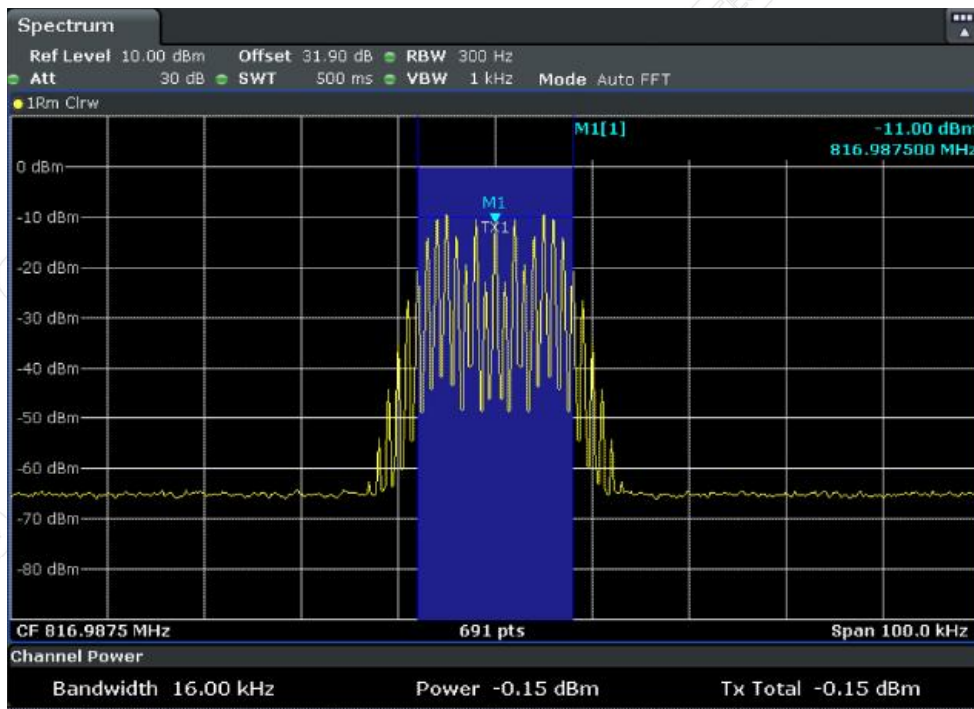 Spectrum
Ref Level 10.00 dBm Offset 31.90 dB RBW 300 Hz
Att 30 dB SWT 500 ms VBW 1 kHz Mode Auto FFT
1Rm Clrw
M1[1] -11.00 dBm
816.987500 MHz
0 dBm
M1
-10 dBm
TX1
-20 dBm
-30 dBm
-40 dBm
-50 dBm
-60 dBm
-70 dBm
-80 dBm
CF 816.9875 MHz 691 pts Span 100.0 kHz
Channel Power
Bandwidth 16.00 kHz Power -0.15 dBm Tx Total -0.15 dBm